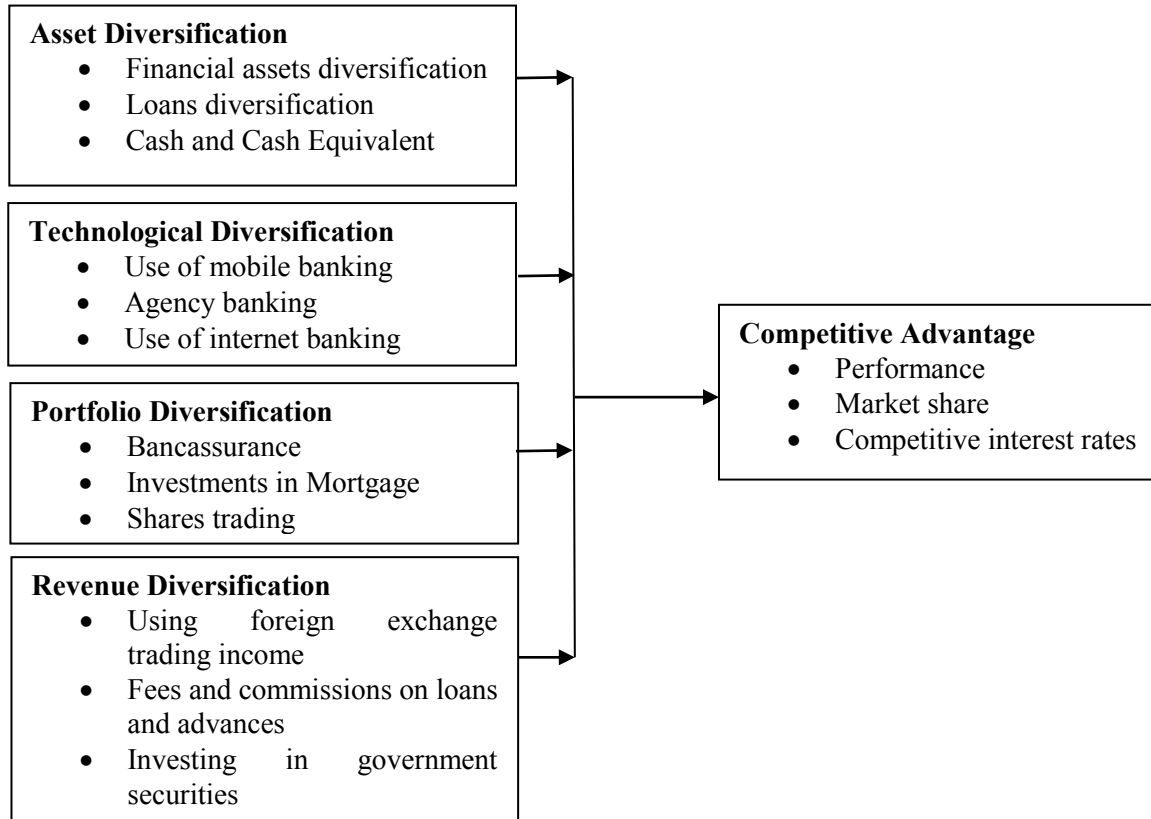 Asset Diversification
• Financial assets diversification
• Loans diversification
• Cash and Cash Equivalent
Technological Diversification
• Use of mobile banking
• Agency banking
• Use of internet banking
Portfolio Diversification
• Bancassurance
• Investments in Mortgage
• Shares trading
Revenue Diversification
• Using foreign exchange
trading income
• Fees and commissions on loans
and advances
• Investing in government
securities
Competitive Advantage
• Performance
• Market share
• Competitive interest rates